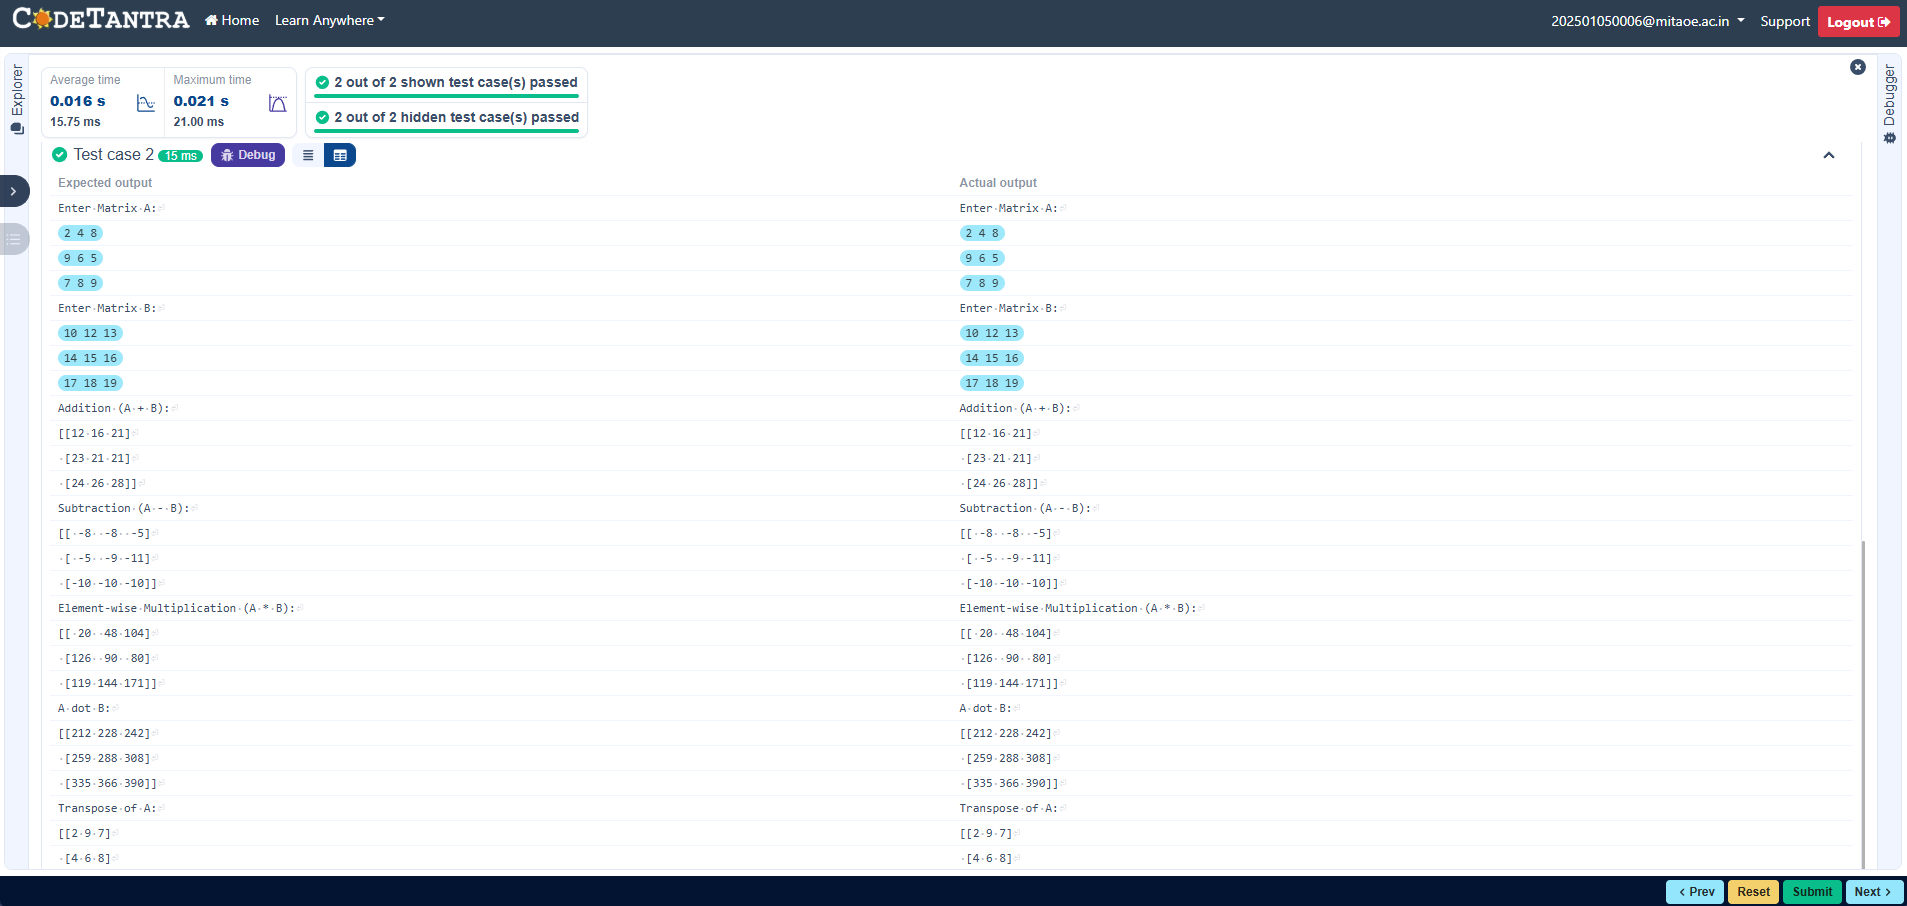 CODETANTRA Home Learn Anywhere 202501050006@mitaoe.ac.in Support Logout
Explorer
Debugger
Average time
0.016 s
15.75 ms
Maximum time
0.021 s
21.00 ms
2 out of 2 shown test case(s) passed
2 out of 2 hidden test case(s) passed
Test case 2 15 ms Debug
Expected output
Enter·Matrix·A:⏎
2 4 8
9 6 5
7 8 9
Enter·Matrix·B:⏎
10 12 13
14 15 16
17 18 19
Addition·(A·+·B):⏎
[[12·16·21]⏎
·[23·21·21]⏎
·[24·26·28]]⏎
Subtraction·(A·-·B):⏎
[[·-8··-8··-5]⏎
·[·-5··-9·-11]⏎
·[-10·-10·-10]]⏎
Element-wise·Multiplication·(A·*·B):⏎
[[·20··48·104]⏎
·[126··90··80]⏎
·[119·144·171]]⏎
A·dot·B:⏎
[[212·228·242]⏎
·[259·288·308]⏎
·[335·366·390]]⏎
Transpose·of·A:⏎
[[2·9·7]⏎
·[4·6·8]⏎
Actual output
Enter·Matrix·A:⏎
2 4 8
9 6 5
7 8 9
Enter·Matrix·B:⏎
10 12 13
14 15 16
17 18 19
Addition·(A·+·B):⏎
[[12·16·21]⏎
·[23·21·21]⏎
·[24·26·28]]⏎
Subtraction·(A·-·B):⏎
[[·-8··-8··-5]⏎
·[·-5··-9·-11]⏎
·[-10·-10·-10]]⏎
Element-wise·Multiplication·(A·*·B):⏎
[[·20··48·104]⏎
·[126··90··80]⏎
·[119·144·171]]⏎
A·dot·B:⏎
[[212·228·242]⏎
·[259·288·308]⏎
·[335·366·390]]⏎
Transpose·of·A:⏎
[[2·9·7]⏎
·[4·6·8]⏎
Prev Reset Submit Next